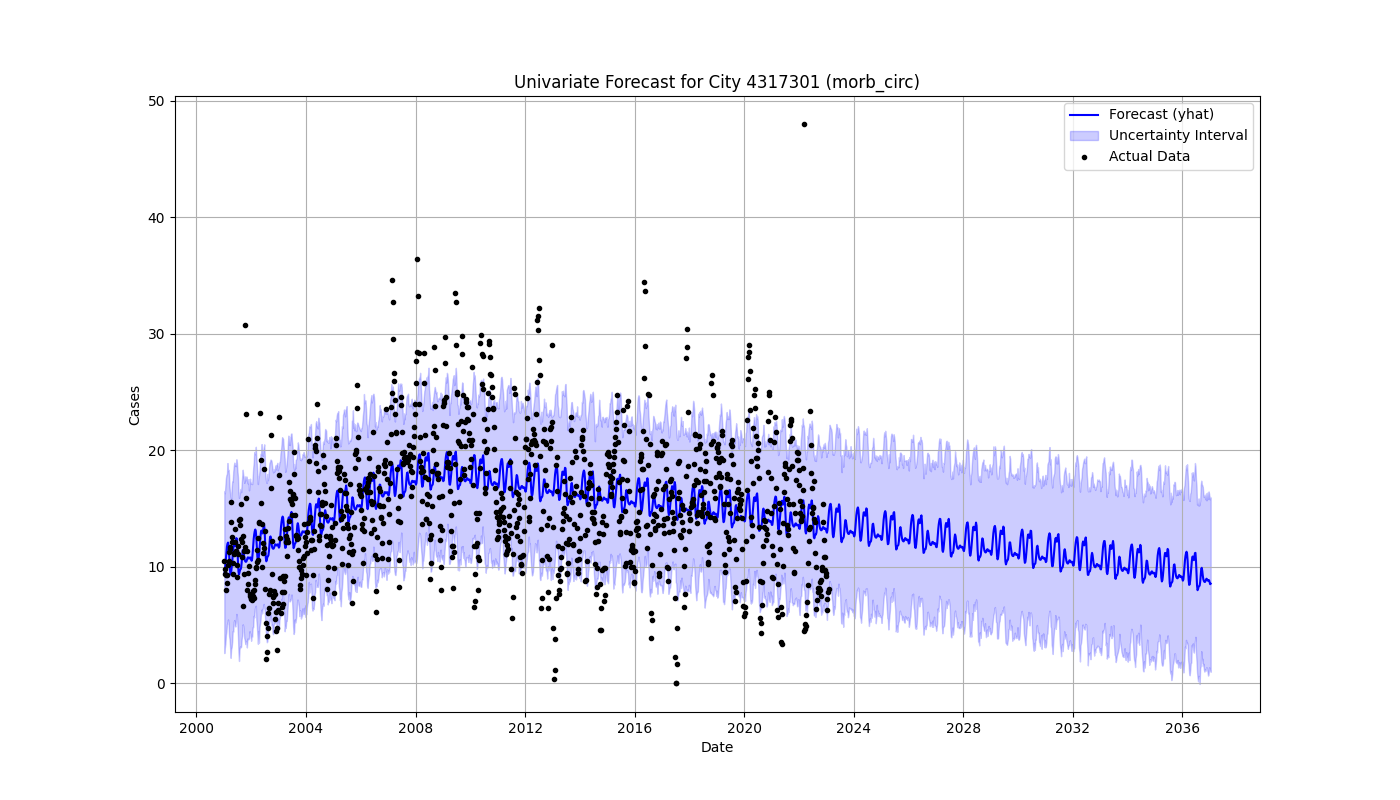 Univariate Forecast for City 4317301 (morb_circ)
Forecast (yhat)
Uncertainty Interval
Actual Data
Cases
50
40
30
20
10
0
2000 2004 2008 2012 2016 2020 2024 2028 2032 2036
Date